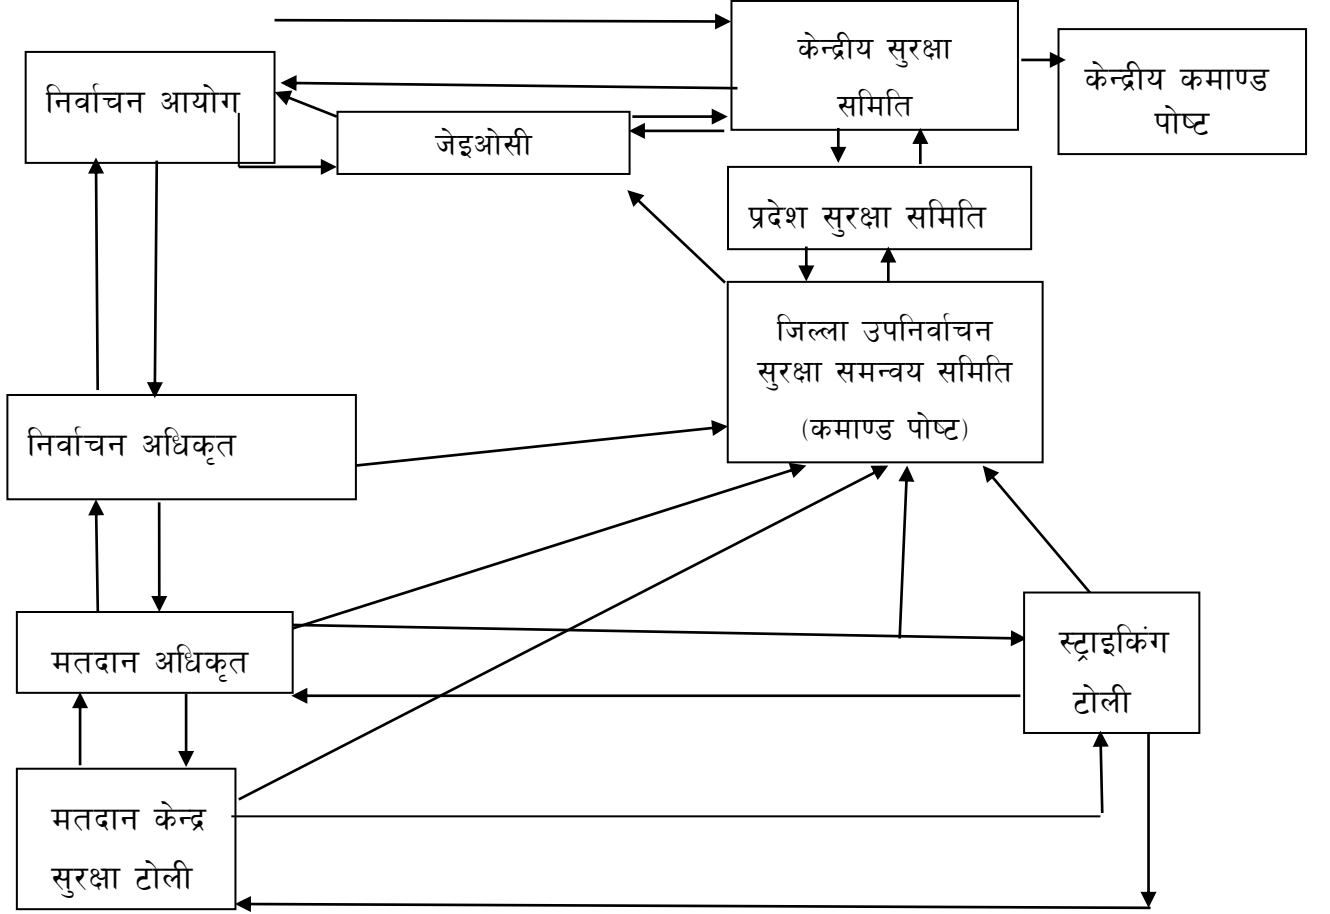 केन्द्रीय सुरक्षा
समिति
केन्द्रीय कमाण्ड
पोष्ट
निर्वाचन आयोग
जेइओसी
प्रदेश सुरक्षा समिति
जिल्ला उपनिर्वाचन
सुरक्षा समन्वय समिति
(कमाण्ड पोष्ट)
निर्वाचन अधिकृत
मतदान अधिकृत
स्ट्राइकिंग
टोली
मतदान केन्द्र
सुरक्षा टोली